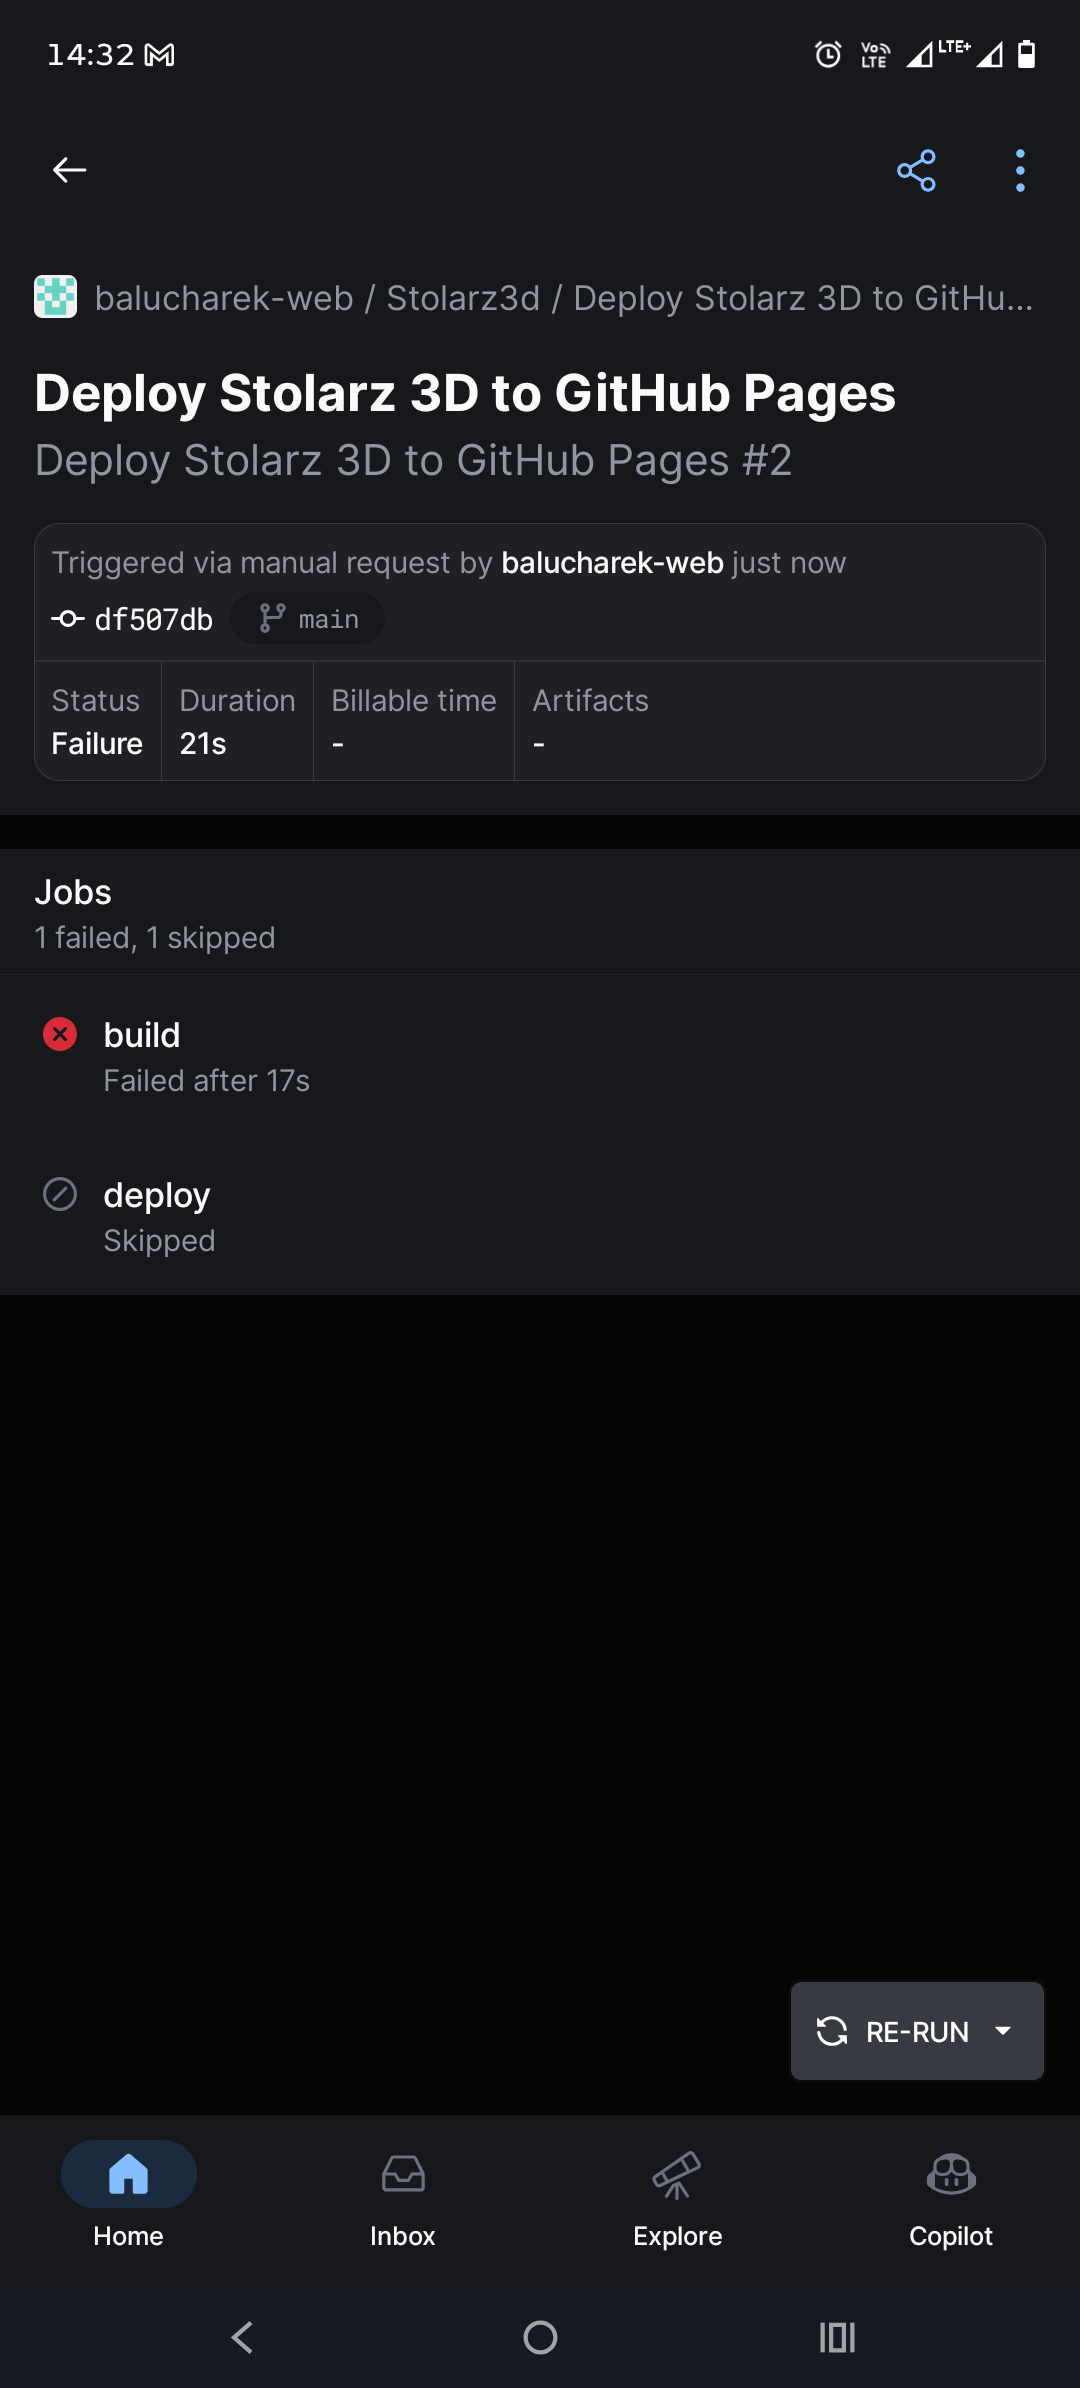 14:32
Vo LTE LTE+
balucharek-web / Stolarz3d / Deploy Stolarz 3D to GitHu...
Deploy Stolarz 3D to GitHub Pages
Deploy Stolarz 3D to GitHub Pages #2
Triggered via manual request by balucharek-web just now
df507db main
Status Duration Billable time Artifacts
Failure 21s - -
Jobs
1 failed, 1 skipped
build
Failed after 17s
deploy
Skipped
RE-RUN
Home Inbox Explore Copilot